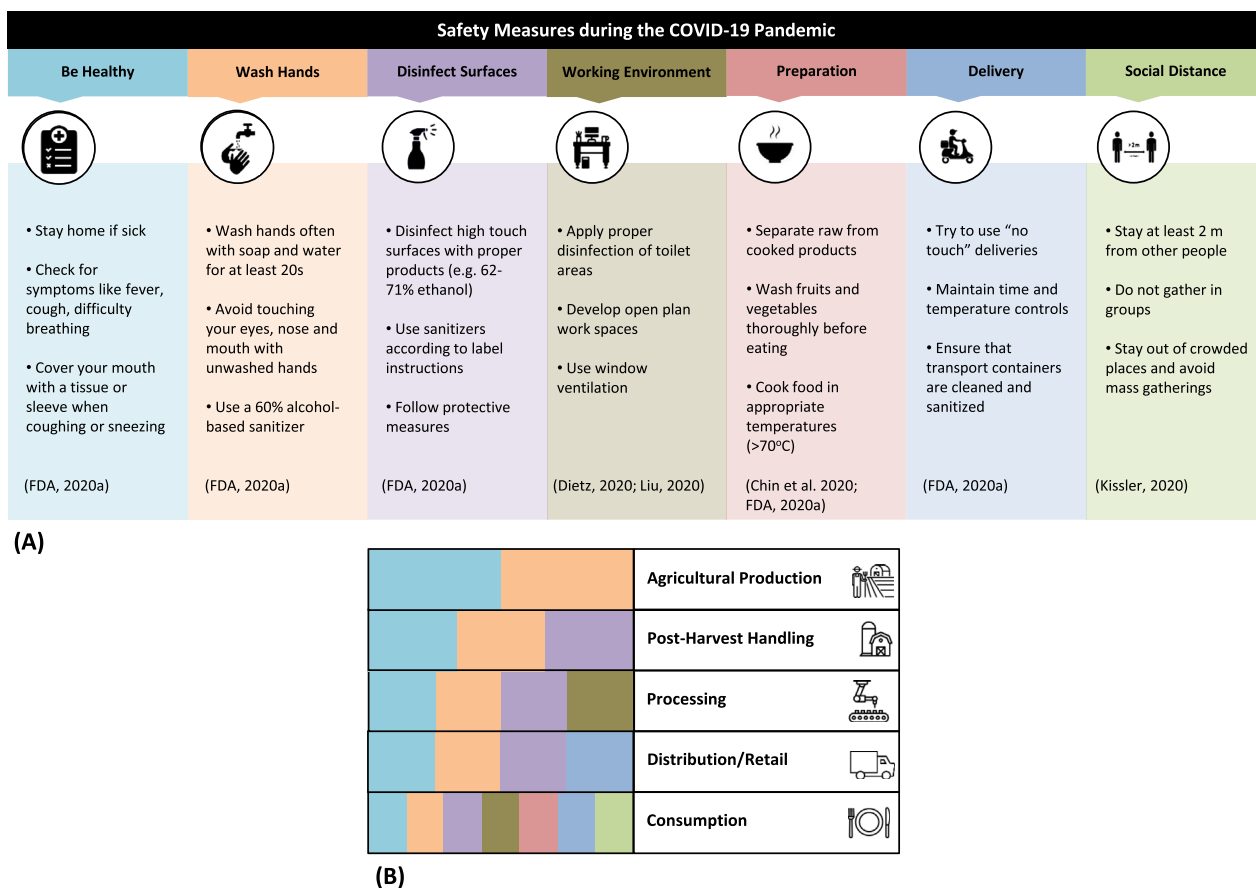 Safety Measures during the COVID-19 Pandemic
Be Healthy
• Stay home if sick
• Check for
symptoms like fever,
cough, difficulty
breathing
• Cover your mouth
with a tissue or
sleeve when
coughing or sneezing
(FDA, 2020a)
Wash Hands
• Wash hands often
with soap and water
for at least 20s
• Avoid touching
your eyes, nose and
mouth with
unwashed hands
• Use a 60% alcohol-
based sanitizer
(FDA, 2020a)
Disinfect Surfaces
• Disinfect high touch
surfaces with proper
products (e.g. 62-
71% ethanol)
• Use sanitizers
according to label
instructions
• Follow protective
measures
(FDA, 2020a)
Working Environment
• Apply proper
disinfection of toilet
areas
• Develop open plan
work spaces
• Use window
ventilation
(Dietz, 2020; Liu, 2020)
Preparation
• Separate raw from
cooked products
• Wash fruits and
vegetables
thoroughly before
eating
• Cook food in
appropriate
temperatures
(>70°C)
(Chin et al. 2020;
FDA, 2020a)
Delivery
• Try to use “no
touch” deliveries
• Maintain time and
temperature controls
• Ensure that
transport containers
are cleaned and
sanitized
(FDA, 2020a)
Social Distance
• Stay at least 2 m
from other people
• Do not gather in
groups
• Stay out of crowded
places and avoid
mass gatherings
(Kissler, 2020)
(A)
Agricultural Production
Post-Harvest Handling
Processing
Distribution/Retail
Consumption
(B)